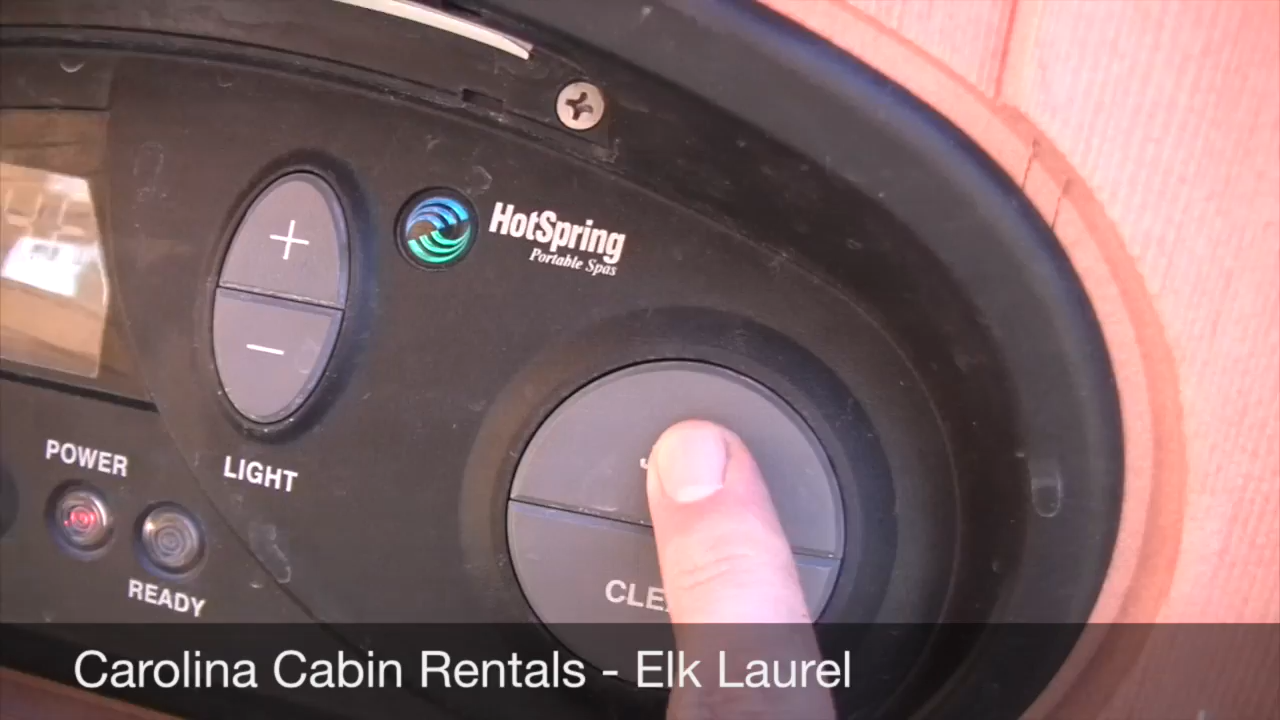 +
HotSpring
Portable Spas
−
POWER
LIGHT
READY
Carolina Cabin Rentals - Elk Laurel